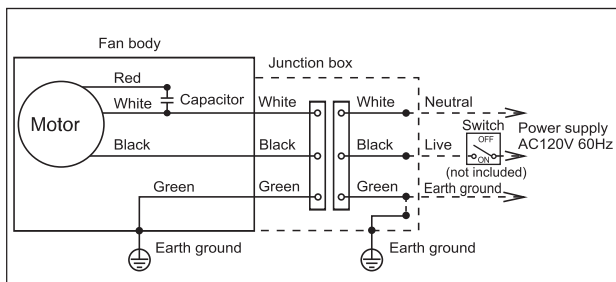 Fan body
Junction box
Red
White
Capacitor
White
White
Neutral
Switch
OFF
ON
(not included)
Power supply
AC120V 60Hz
Motor
Black
Black
Black
Live
Green
Green
Green
Earth ground
Earth ground
Earth ground